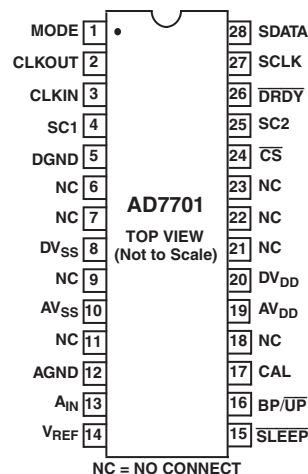 MODE 1 28 SDATA
CLKOUT 2 27 SCLK
CLKIN 3 26 DRDY
SC1 4 25 SC2
DGND 5 24 CS
NC 6 23 NC
NC 7 22 NC
DVSS 8 21 NC
NC 9 20 DVDD
AVSS 10 19 AVDD
NC 11 18 NC
AGND 12 17 CAL
AIN 13 16 BP/UP
VREF 14 15 SLEEP
AD7701
TOP VIEW
(Not to Scale)
NC = NO CONNECT